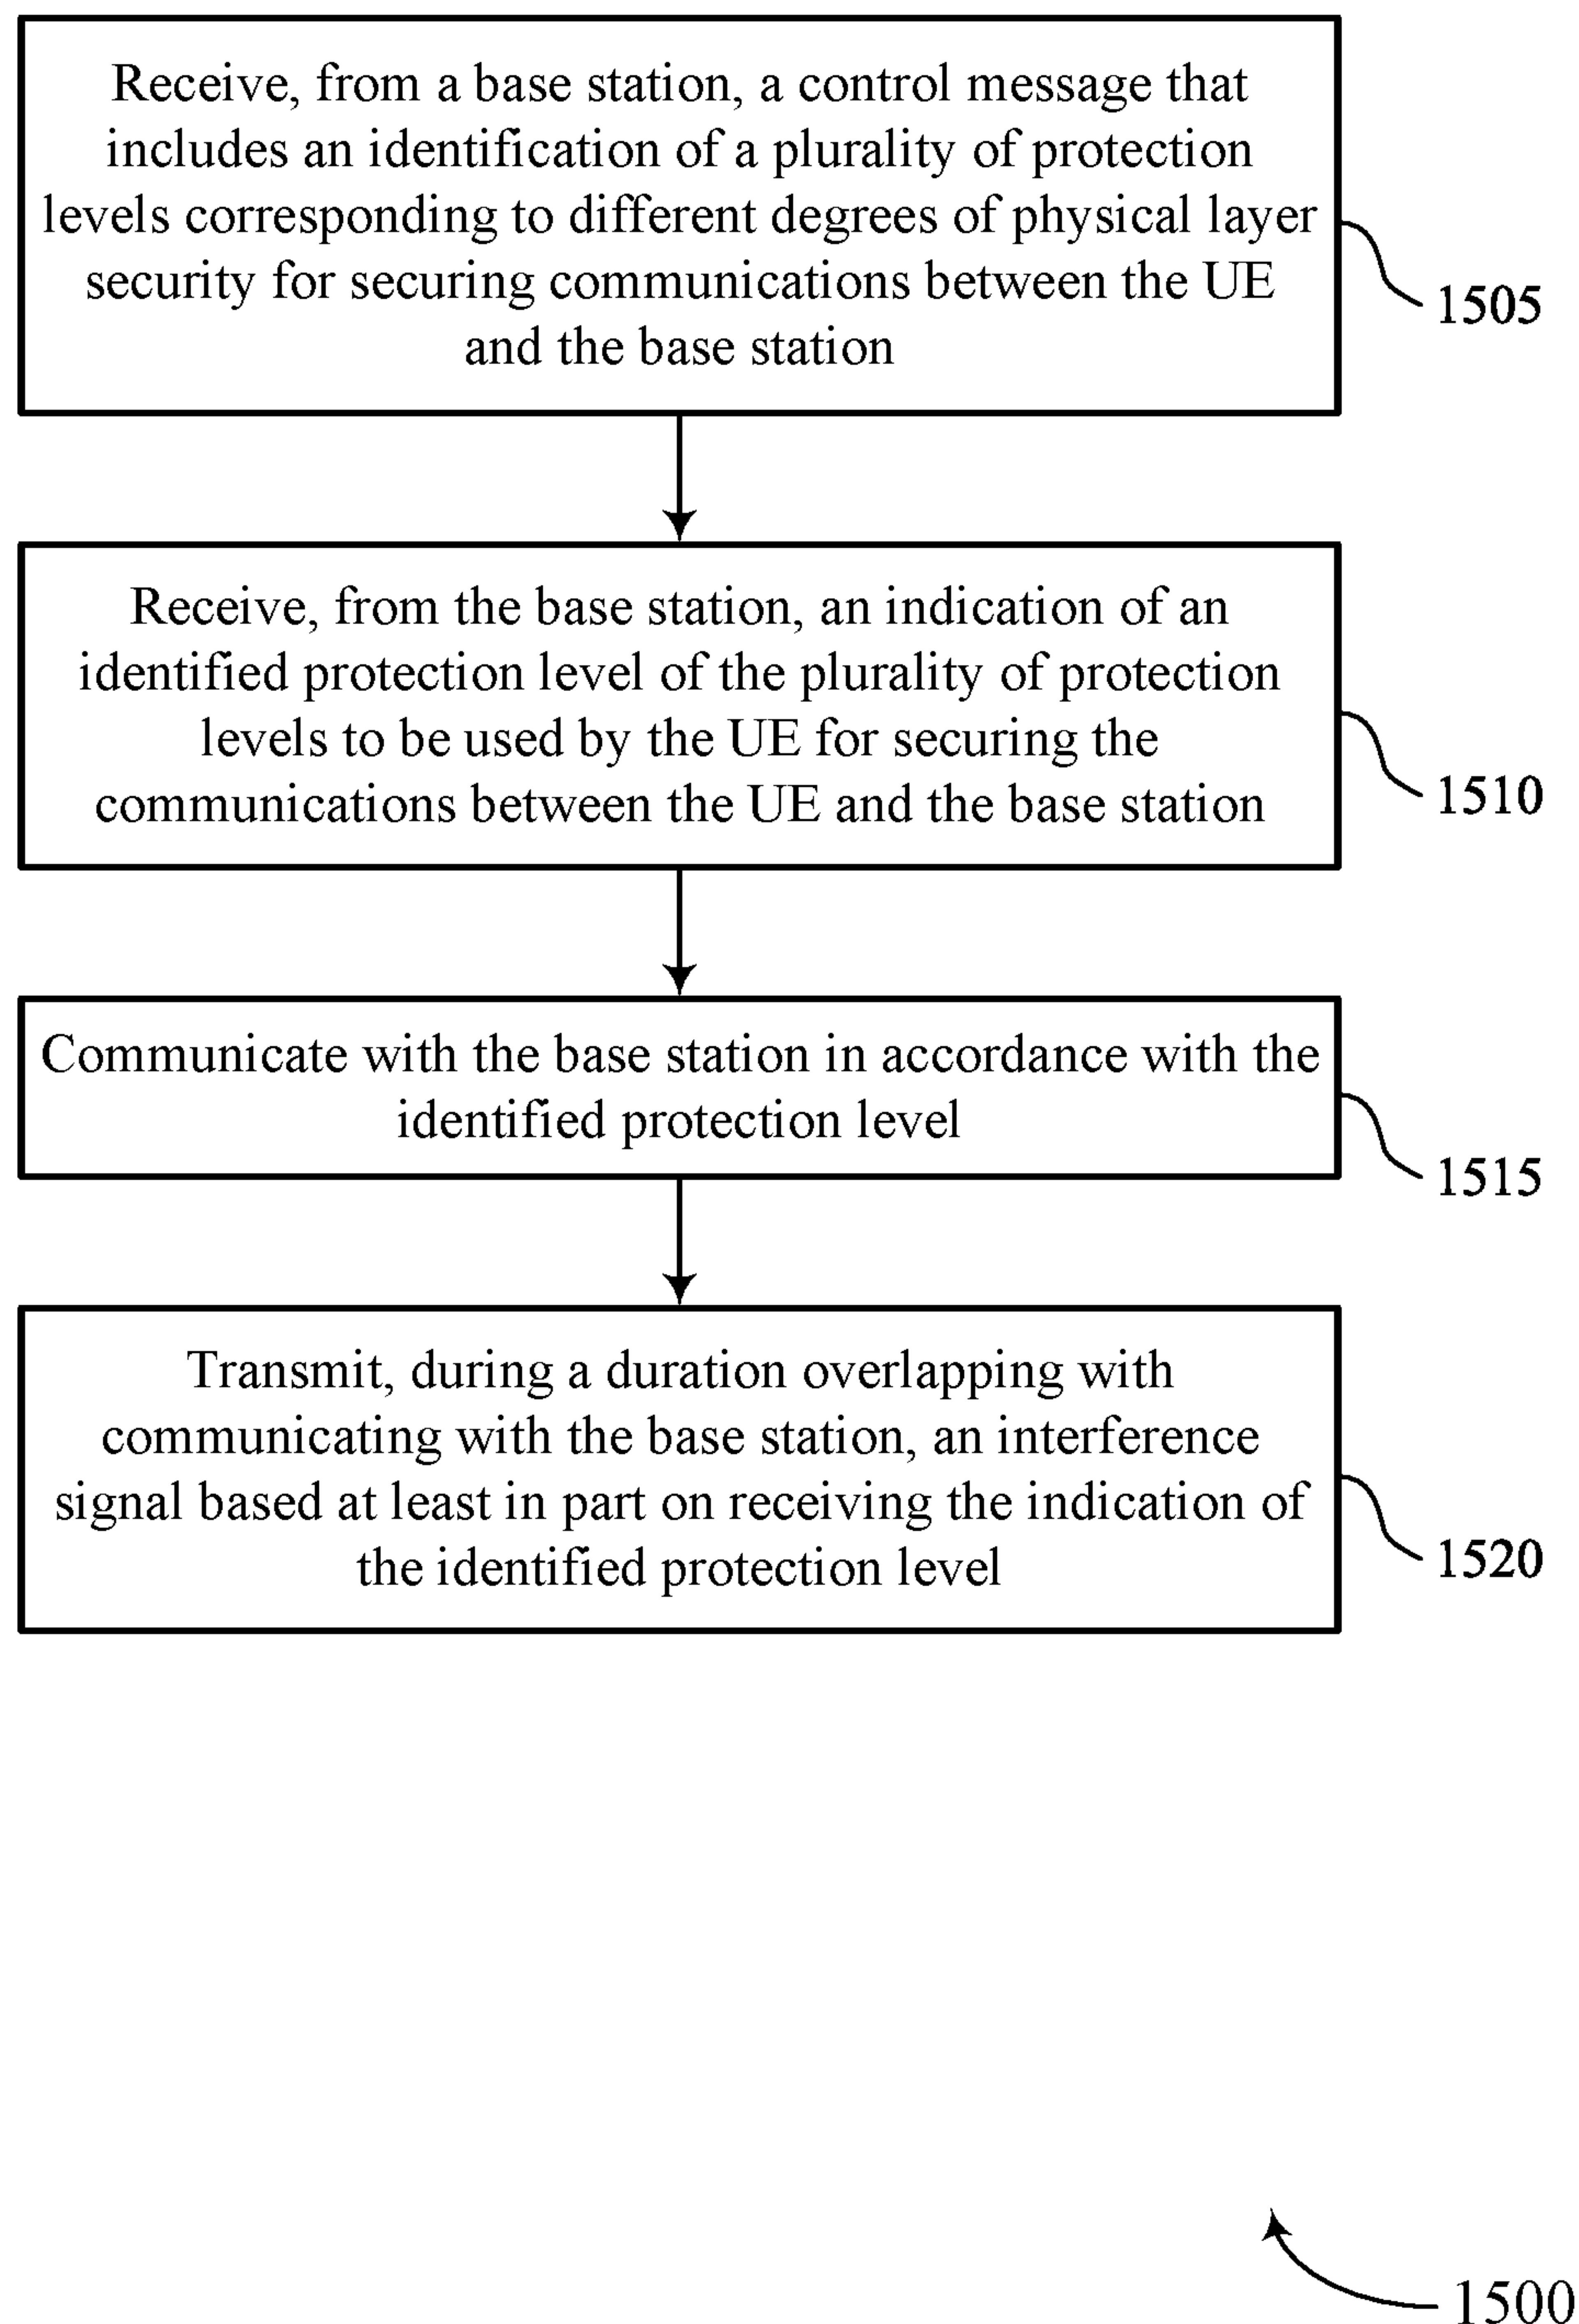 Receive, from a base station, a control message that
includes an identification of a plurality of protection
levels corresponding to different degrees of physical layer
security for securing communications between the UE
and the base station
1505
Receive, from the base station, an indication of an
identified protection level of the plurality of protection
levels to be used by the UE for securing the
communications between the UE and the base station
1510
Communicate with the base station in accordance with the
identified protection level
1515
Transmit, during a duration overlapping with
communicating with the base station, an interference
signal based at least in part on receiving the indication of
the identified protection level
1520
1500